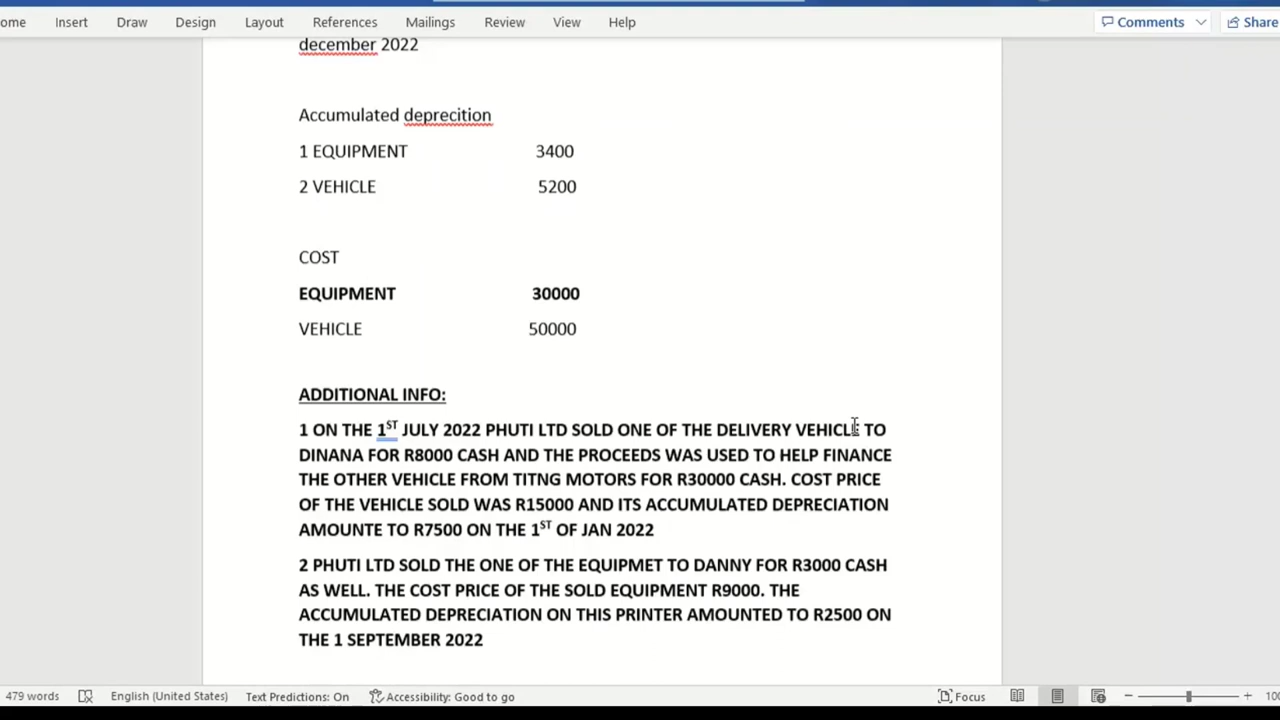 ome Insert Draw Design Layout References Mailings Review View Help Comments Share
december 2022
Accumulated deprecition
1 EQUIPMENT 3400
2 VEHICLE 5200
COST
EQUIPMENT 30000
VEHICLE 50000
ADDITIONAL INFO:
1 ON THE 1ST JULY 2022 PHUTI LTD SOLD ONE OF THE DELIVERY VEHICLE TO
DINANA FOR R8000 CASH AND THE PROCEEDS WAS USED TO HELP FINANCE
THE OTHER VEHICLE FROM TITNG MOTORS FOR R30000 CASH. COST PRICE
OF THE VEHICLE SOLD WAS R15000 AND ITS ACCUMULATED DEPRECIATION
AMOUNTE TO R7500 ON THE 1ST OF JAN 2022
2 PHUTI LTD SOLD THE ONE OF THE EQUIPMET TO DANNY FOR R3000 CASH
AS WELL. THE COST PRICE OF THE SOLD EQUIPMENT R9000. THE
ACCUMULATED DEPRECIATION ON THIS PRINTER AMOUNTED TO R2500 ON
THE 1 SEPTEMBER 2022
479 words English (United States) Text Predictions: On Accessibility: Good to go Focus 100